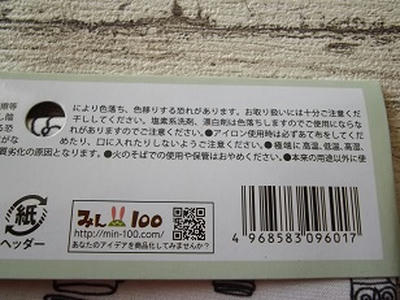 により色落ち、色移りする恐れがあります。お取り扱いには十分ご注意くだ
干ししてください。塩素系洗剤、漂白剤は色落ちしますのでご使用にならな
れがありますのでご注意ください。●アイロン使用時は必ずあて布をしてくだ
めたり、口に入れたりしないようご注意ください。●極端に高温、低温、高湿、
質劣化の原因となります。●火のそばでの使用や保管はおやめください。●本来の用途以外に使
紙
ヘッダー
みん100
http://min-100.com/
あなたのアイデアを商品化してみませんか?
4 968583 096017